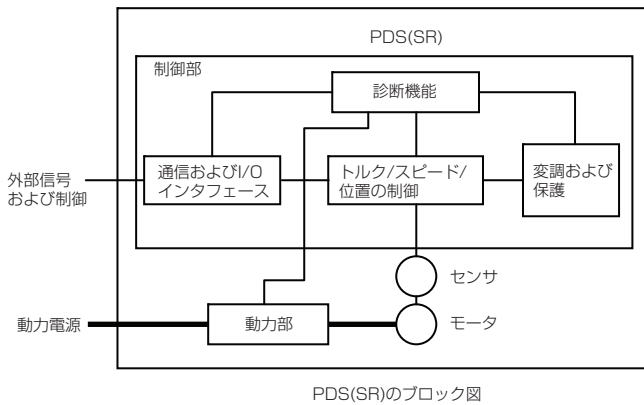 PDS(SR)
制御部
診断機能
通信およびI/O
インタフェース
トルク/スピード/
位置の制御
変調および
保護
外部信号
および制御
センサ
動力電源
動力部
モータ
PDS(SR)のブロック図